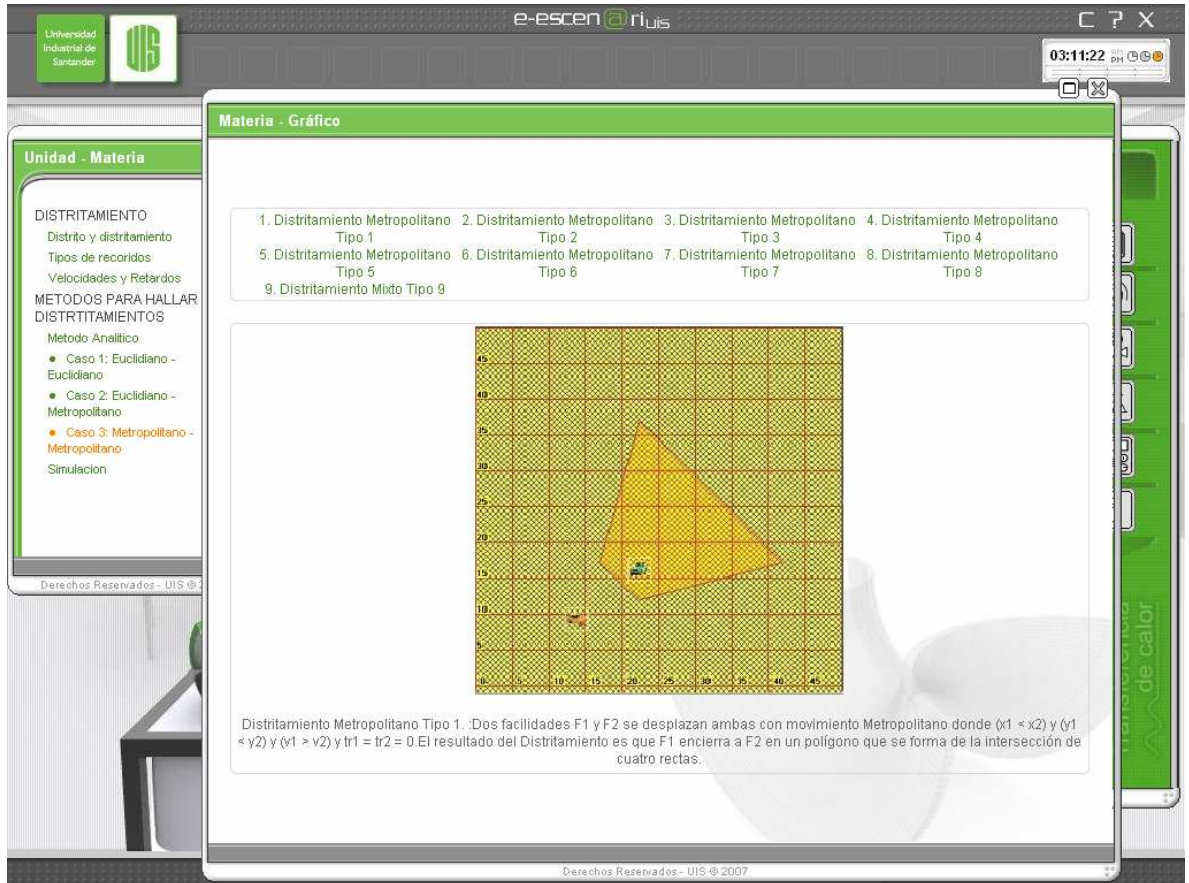 Universidad
Industrial de
Santander
UIS
e-escen@riuis
C ? X
03:11:22 AM PM
Materia - Gráfico
Unidad - Materia
DISTRITAMIENTO
Distrito y distritamiento
Tipos de recoridos
Velocidades y Retardos
METODOS PARA HALLAR
DISTRTITAMIENTOS
Metodo Analitico
Caso 1: Euclidiano -
Euclidiano
Caso 2: Euclidiano -
Metropolitano
Caso 3: Metropolitano -
Metropolitano
Simulacion
Derechos Reservados - UIS @ 2
1. Distritamiento Metropolitano Tipo 1
2. Distritamiento Metropolitano Tipo 2
3. Distritamiento Metropolitano Tipo 3
4. Distritamiento Metropolitano Tipo 4
5. Distritamiento Metropolitano Tipo 5
6. Distritamiento Metropolitano Tipo 6
7. Distritamiento Metropolitano Tipo 7
8. Distritamiento Metropolitano Tipo 8
9. Distritamiento Mixto Tipo 9
45
40
35
30
25
20
15
10
5
0 5 10 15 20 25 30 35 40 45
Distritamiento Metropolitano Tipo 1. :Dos facilidades F1 y F2 se desplazan ambas con movimiento Metropolitano donde (x1 < x2) y (y1
< y2) y (v1 > v2) y tr1 = tr2 = 0.El resultado del Distritamiento es que F1 encierra a F2 en un polígono que se forma de la intersección de
cuatro rectas.
Derechos Reservados - UIS @ 2007
de calor